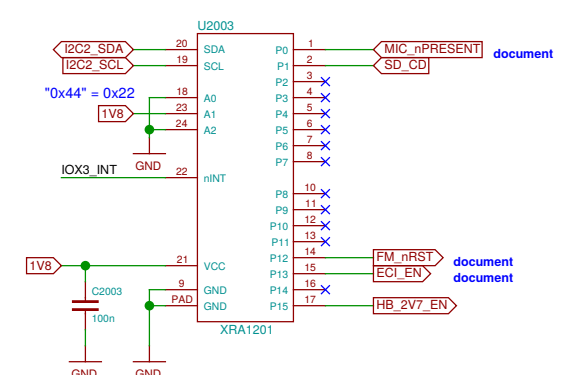 U2003
I2C2_SDA 20 SDA P0 1 MIC_nPRESENT document
I2C2_SCL 19 SCL P1 2 SD_CD
P2 3
"0x44" = 0x22 18 A0 P3 4
1V8 23 A1 P4 5
24 A2 P5 6
P6 7
GND P7 8
IOX3_INT 22 nINT
P8 10
P9 11
P10 12
P11 13
P12 14 FM_nRST document
1V8 21 VCC P13 15 ECI_EN document
9 GND P14 16
C2003 PAD GND P15 17 HB_2V7_EN
100n
XRA1201
GND GND